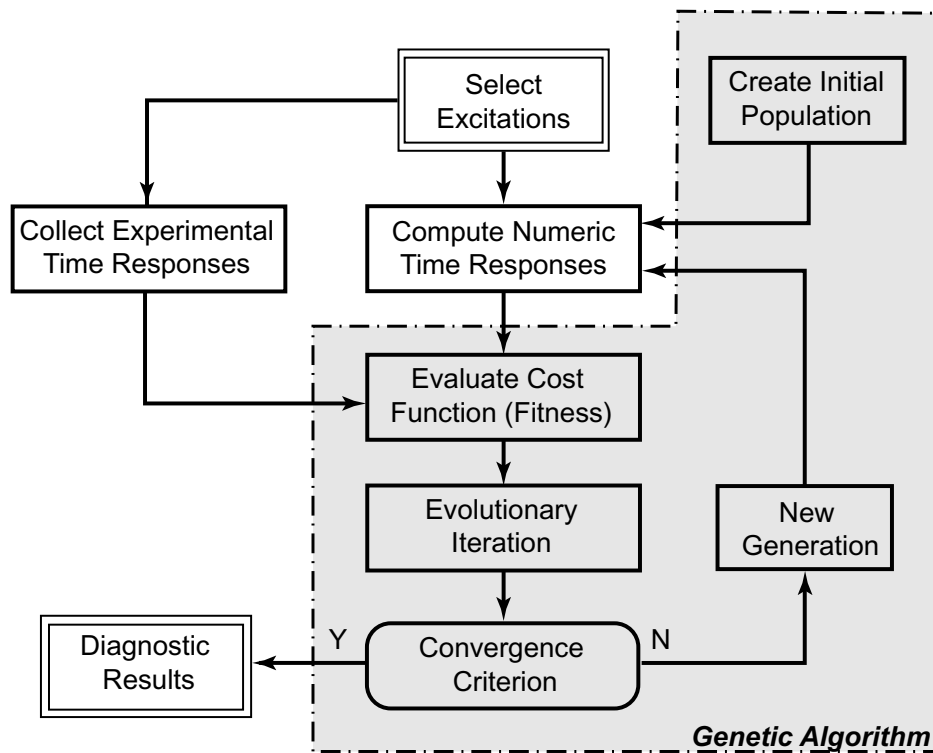 Select
Excitations
Create Initial
Population
Collect Experimental
Time Responses
Compute Numeric
Time Responses
Evaluate Cost
Function (Fitness)
Evolutionary
Iteration
New
Generation
Diagnostic
Results
Y
Convergence
Criterion
N
Genetic Algorithm